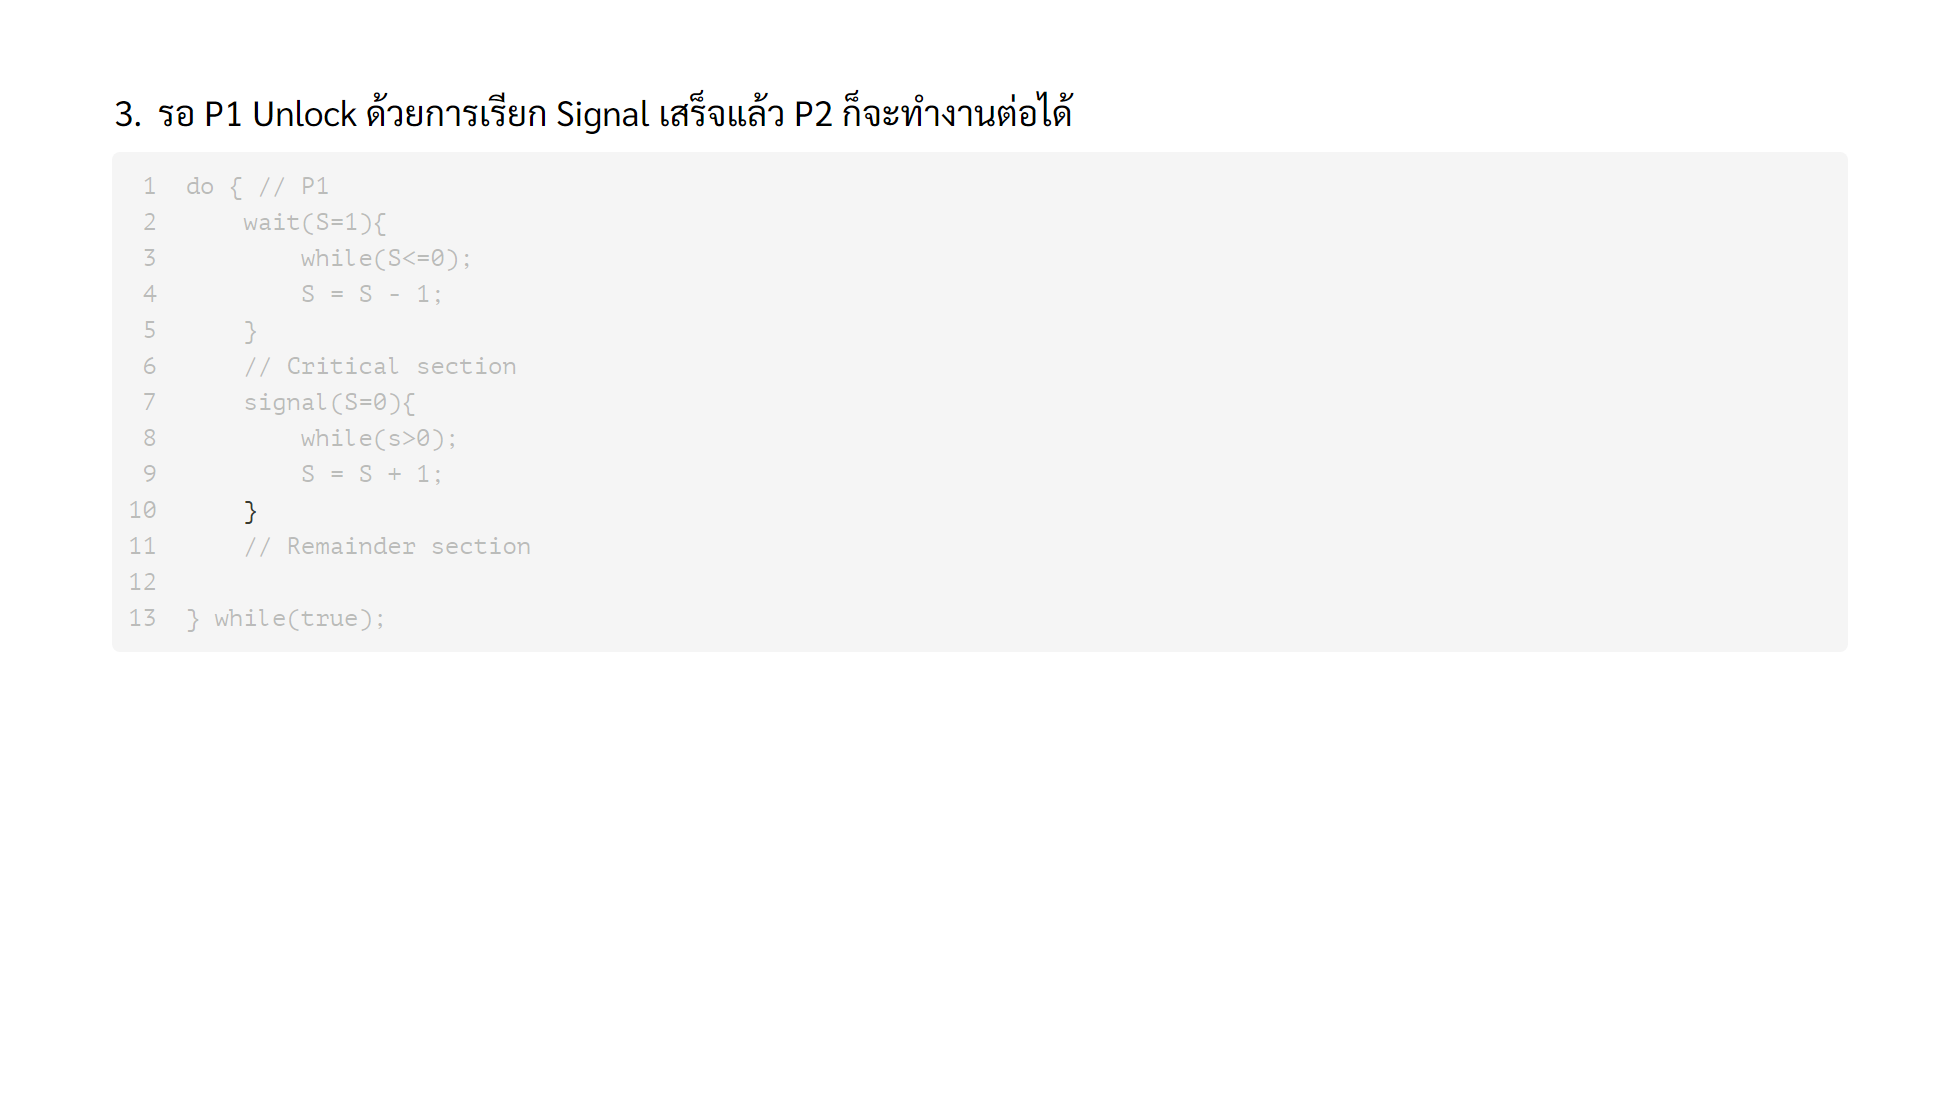 3. รอ P1 Unlock ด้วยการเรียก Signal เสร็จแล้ว P2 ก็จะทำงานต่อได้
1 do { // P1
2 wait(S=1){
3 while(S<=0);
4 S = S - 1;
5 }
6 // Critical section
7 signal(S=0){
8 while(s>0);
9 S = S + 1;
10 }
11 // Remainder section
12
13 } while(true);